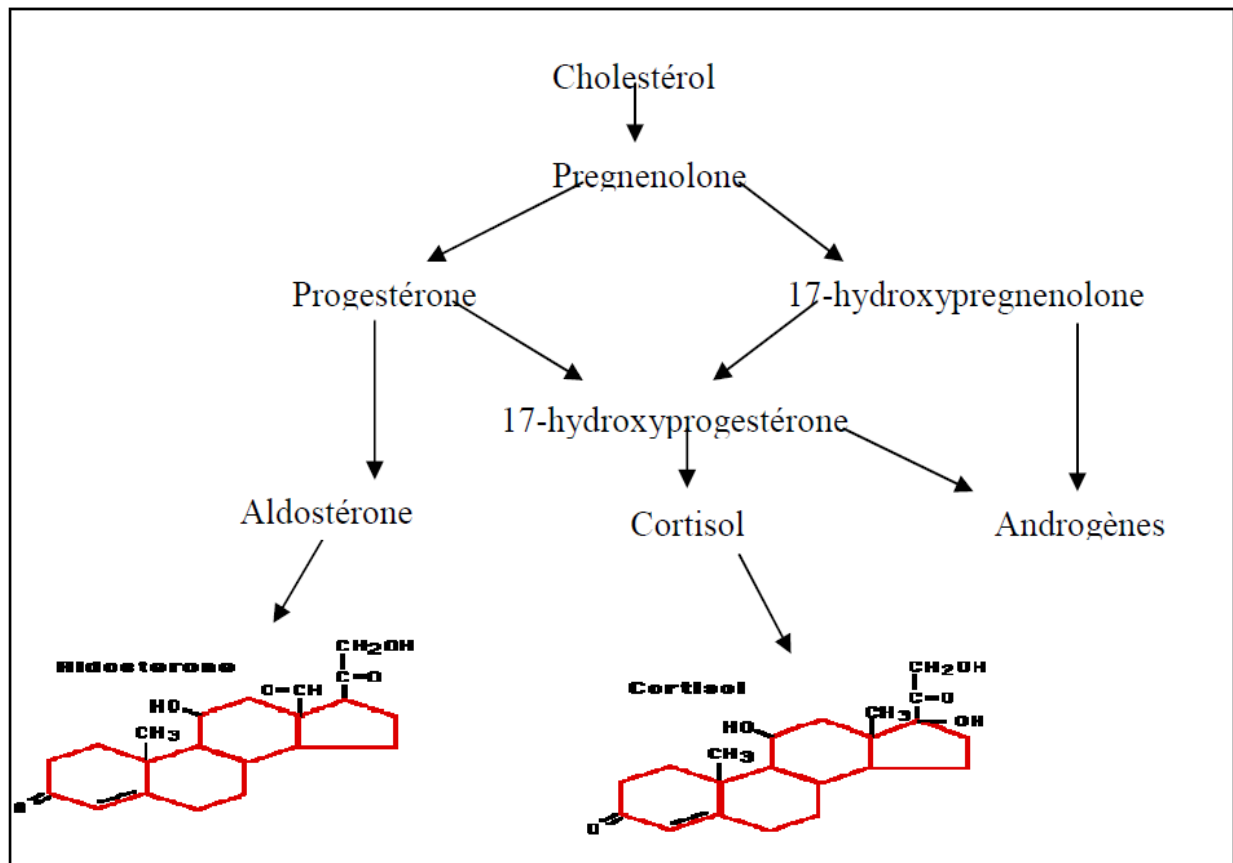 Cholestérol
Pregnenolone
Progestérone
17-hydroxypregnenolone
17-hydroxyprogestérone
Aldostérone
Cortisol
Androgènes
Aldosterone
CH2OH
C=O
O=CH
HO
CH3
O
Cortisol
CH2OH
C=O
CH3
OH
HO
CH3
O